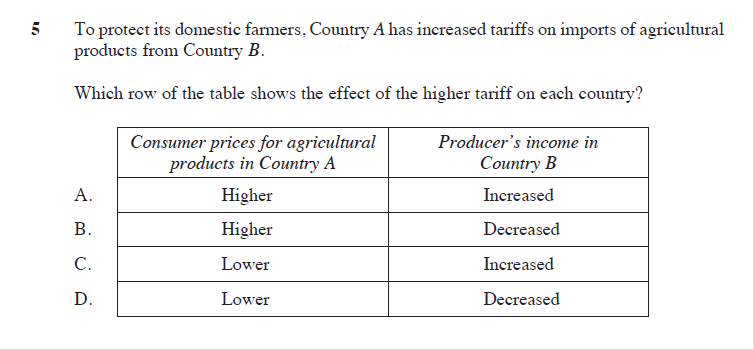 5 To protect its domestic farmers, Country A has increased tariffs on imports of agricultural
products from Country B.
Which row of the table shows the effect of the higher tariff on each country?
Consumer prices for agricultural products in Country A | Producer's income in Country B
A. Higher Increased
B. Higher Decreased
C. Lower Increased
D. Lower Decreased